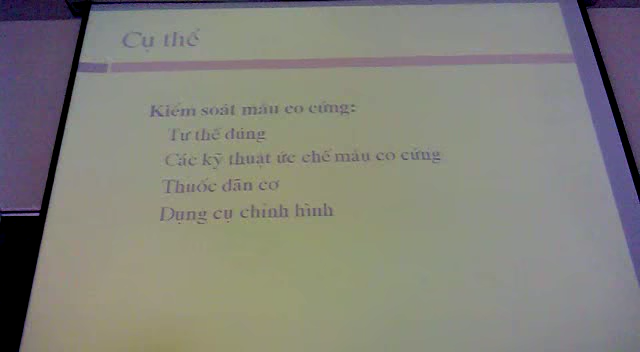 Cụ thể
Kiểm soát mẫu co cứng:
Tư thế đúng
Các kỹ thuật ức chế mẫu co cứng
Thuốc dãn cơ
Dụng cụ chỉnh hình